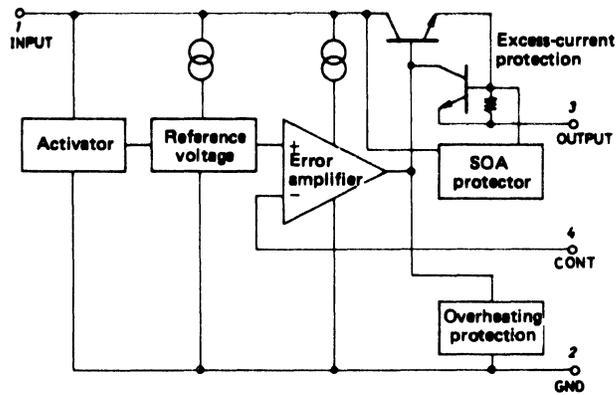 1
INPUT
Excess-current
protection
3
OUTPUT
Activator
Reference
voltage
+
Error
amplifier
−
SOA
protector
4
CONT
Overheating
protection
2
GND